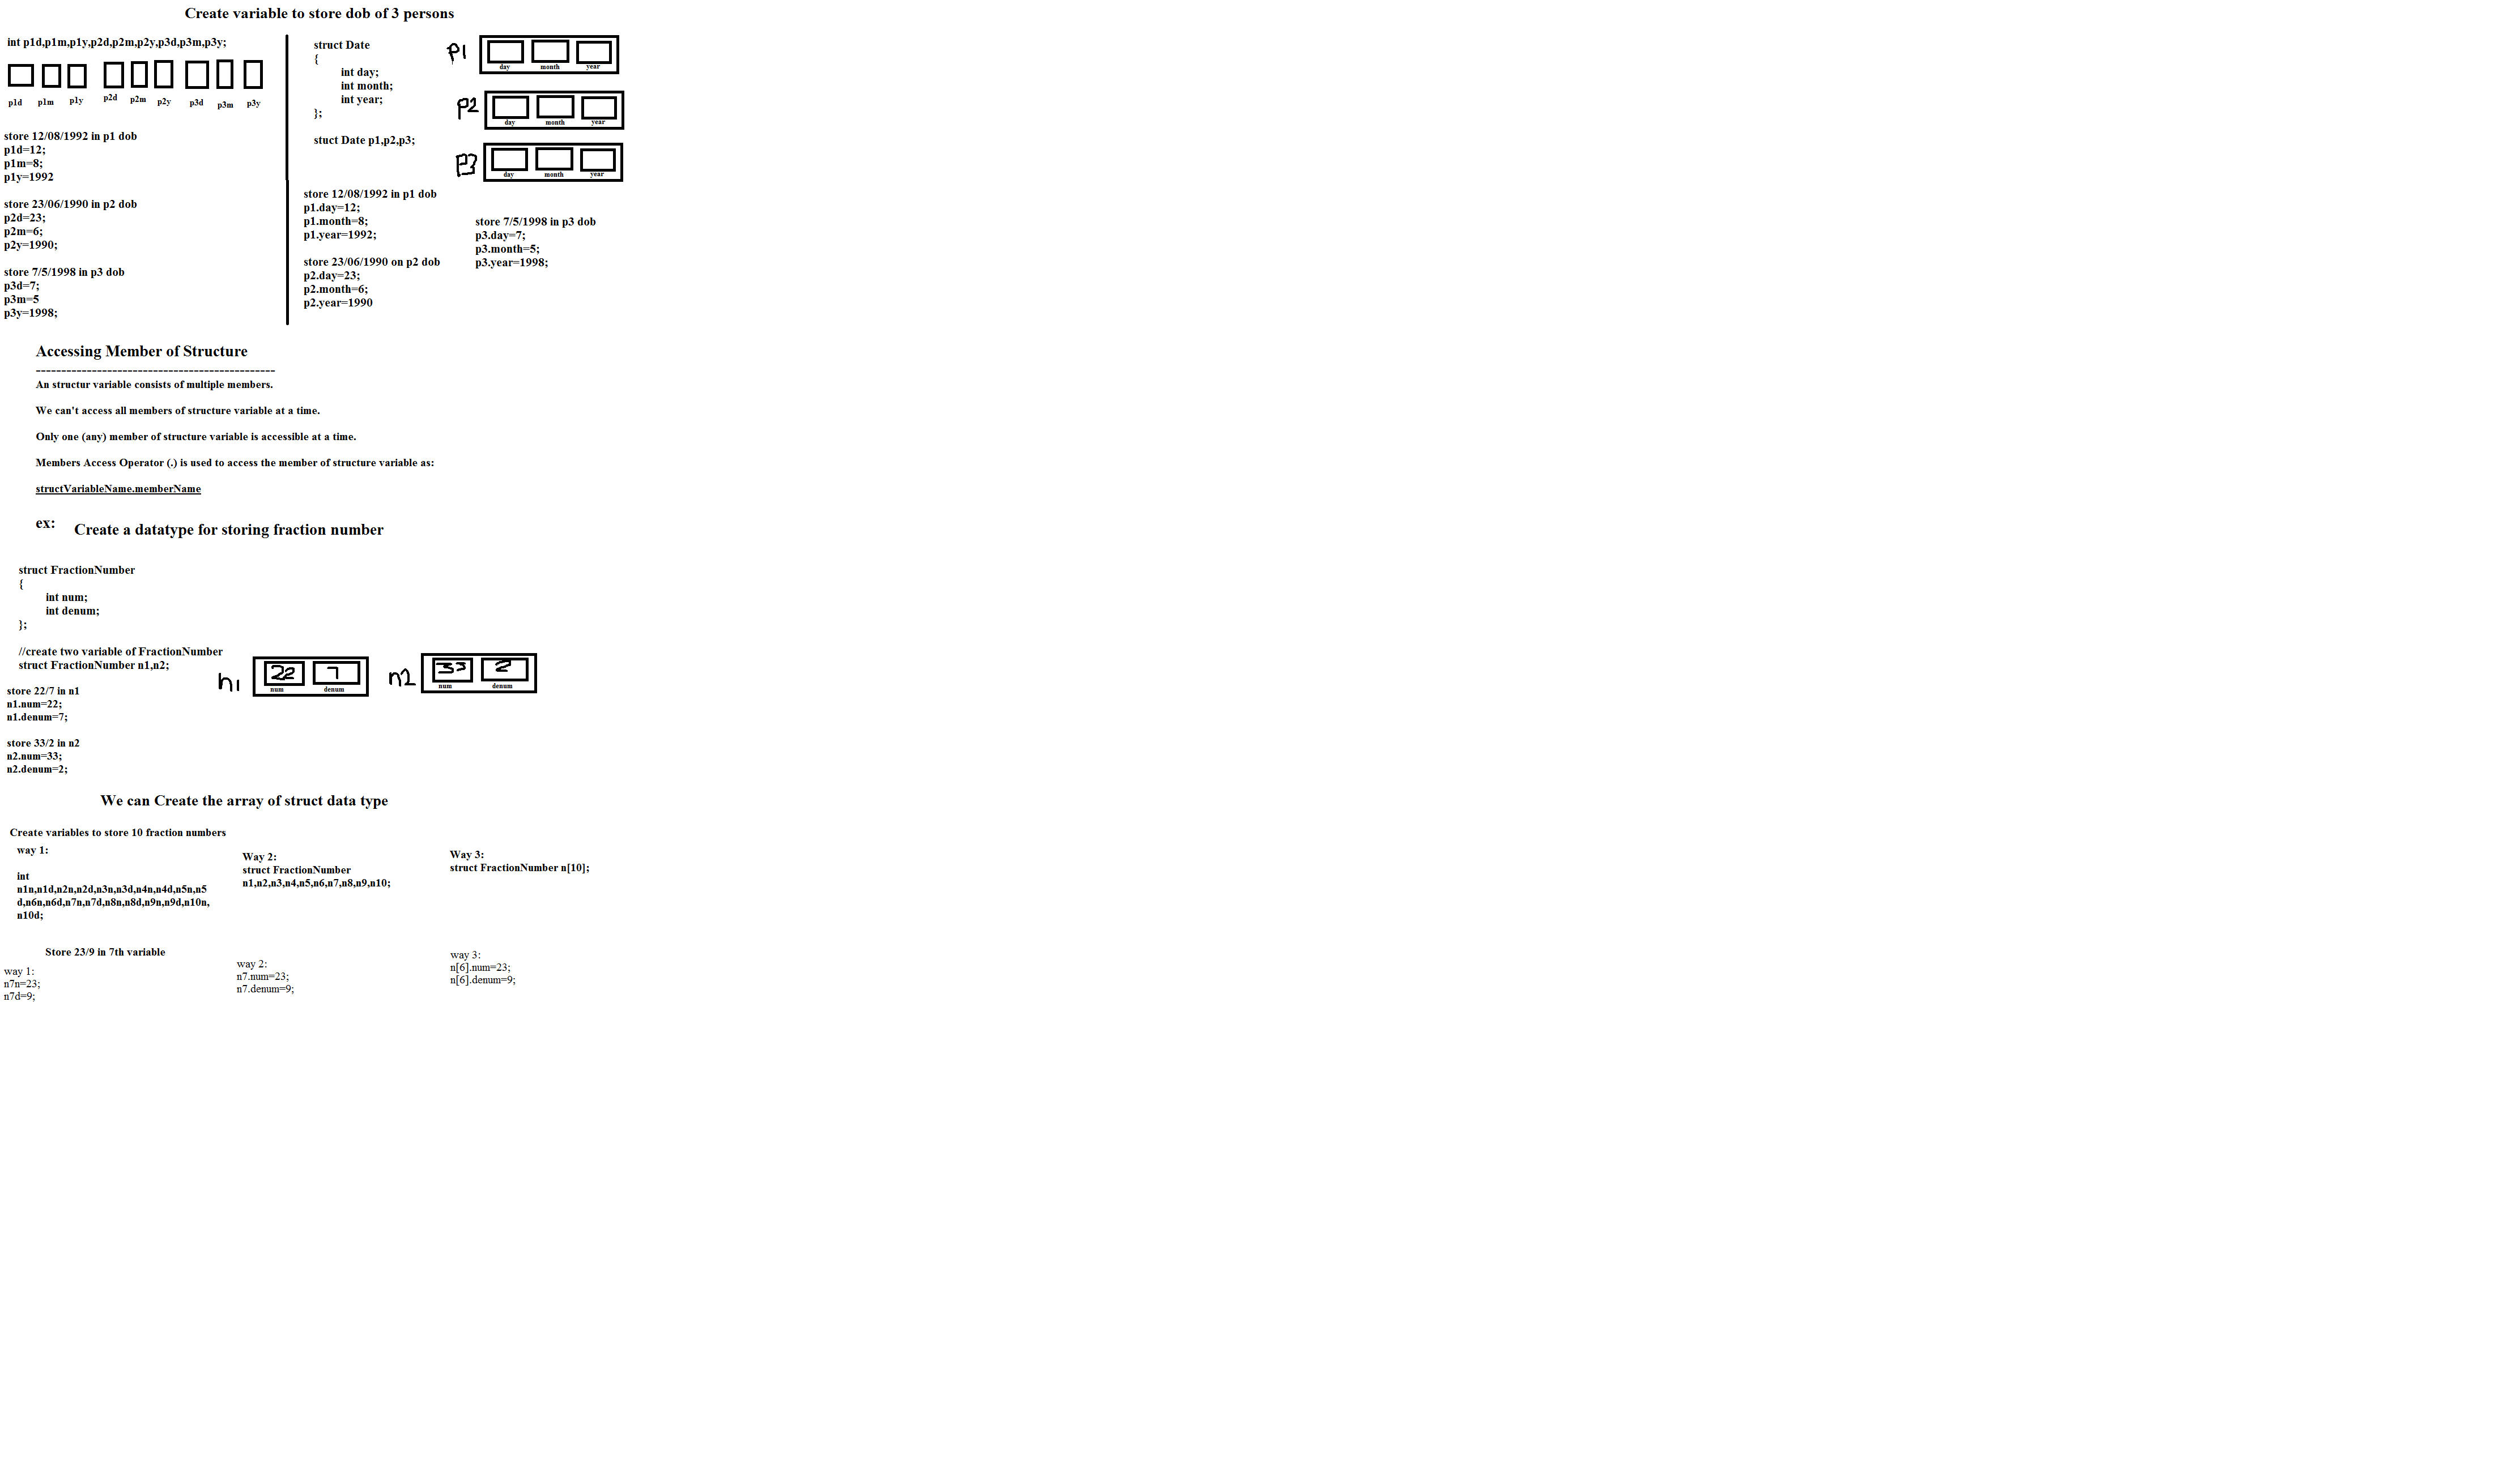 Create variable to store dob of 3 persons
int p1d,p1m,p1y,p2d,p2m,p2y,p3d,p3m,p3y;
p1d p1m p1y p2d p2m p2y p3d p3m p3y
store 12/08/1992 in p1 dob
p1d=12;
p1m=8;
p1y=1992
store 23/06/1990 in p2 dob
p2d=23;
p2m=6;
p2y=1990;
store 7/5/1998 in p3 dob
p3d=7;
p3m=5
p3y=1998;
struct Date
{
int day;
int month;
int year;
};
stuct Date p1,p2,p3;
p1
day month year
p2
day month year
p3
day month year
store 12/08/1992 in p1 dob
p1.day=12;
p1.month=8;
p1.year=1992;
store 23/06/1990 on p2 dob
p2.day=23;
p2.month=6;
p2.year=1990
store 7/5/1998 in p3 dob
p3.day=7;
p3.month=5;
p3.year=1998;
Accessing Member of Structure
-----------------------------------------------
An structur variable consists of multiple members.
We can't access all members of structure variable at a time.
Only one (any) member of structure variable is accessible at a time.
Members Access Operator (.) is used to access the member of structure variable as:
structVariableName.memberName
ex:
Create a datatype for storing fraction number
struct FractionNumber
{
int num;
int denum;
};
//create two variable of FractionNumber
struct FractionNumber n1,n2;
n1 22 7
num denum
n2 33 2
num denum
store 22/7 in n1
n1.num=22;
n1.denum=7;
store 33/2 in n2
n2.num=33;
n2.denum=2;
We can Create the array of struct data type
Create variables to store 10 fraction numbers
way 1:
int
n1n,n1d,n2n,n2d,n3n,n3d,n4n,n4d,n5n,n5
d,n6n,n6d,n7n,n7d,n8n,n8d,n9n,n9d,n10n,
n10d;
Way 2:
struct FractionNumber
n1,n2,n3,n4,n5,n6,n7,n8,n9,n10;
Way 3:
struct FractionNumber n[10];
Store 23/9 in 7th variable
way 1:
n7n=23;
n7d=9;
way 2:
n7.num=23;
n7.denum=9;
way 3:
n[6].num=23;
n[6].denum=9;